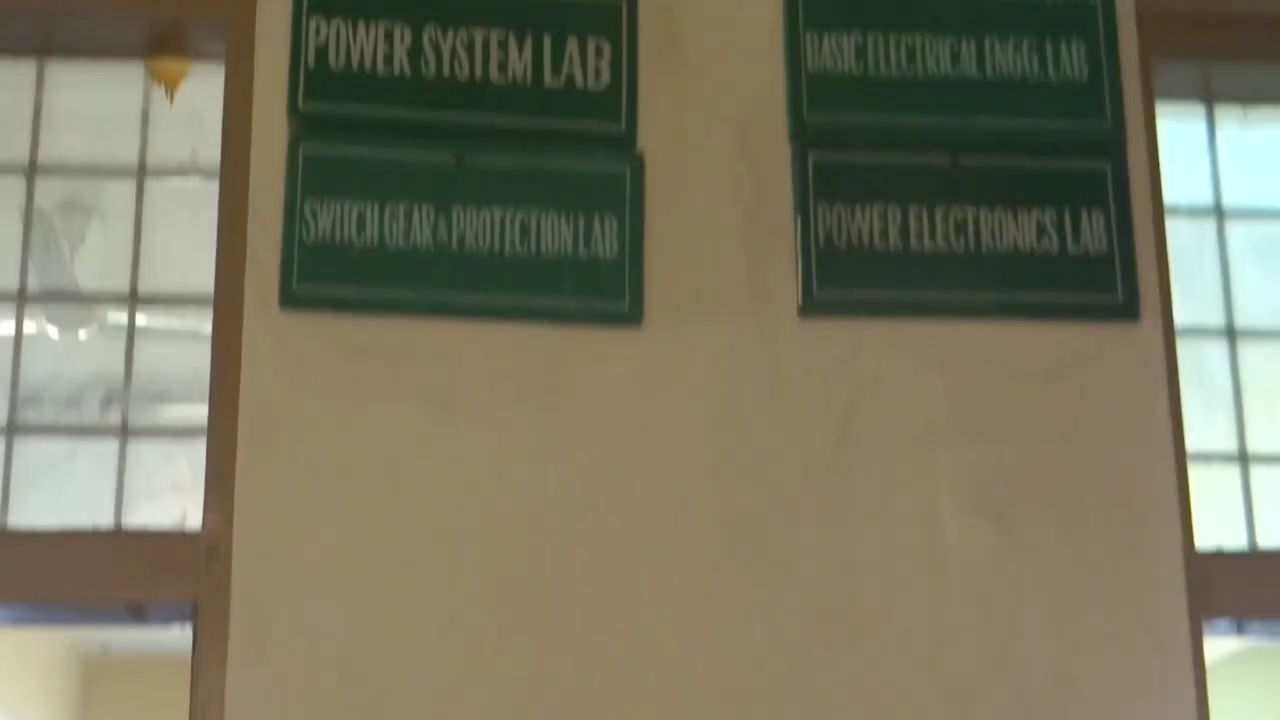 POWER SYSTEM LAB
SWITCH GEAR & PROTECTION LAB
BASIC ELECTRICAL ENGG. LAB
POWER ELECTRONICS LAB